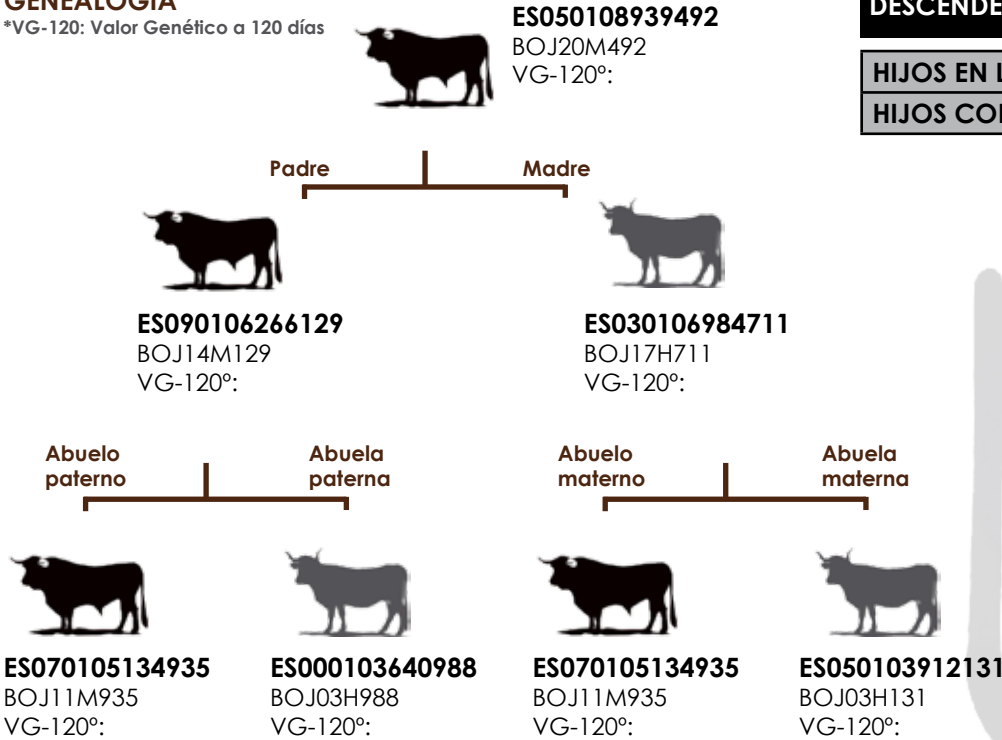 *VG-120: Valor Genético a 120 días
ES050108939492
BOJ20M492
VG-120º:
HIJOS EN
Padre
Madre
ES090106266129
BOJ14M129
VG-120º:
ES030106984711
BOJ17H711
VG-120º:
Abuelo
paterno
Abuela
paterna
Abuelo
materno
Abuela
materna
ES070105134935
BOJ11M935
VG-120º:
ES000103640988
BOJ03H988
VG-120º:
ES070105134935
BOJ11M935
VG-120º:
ES050103912131
BOJ03H131
VG-120º: